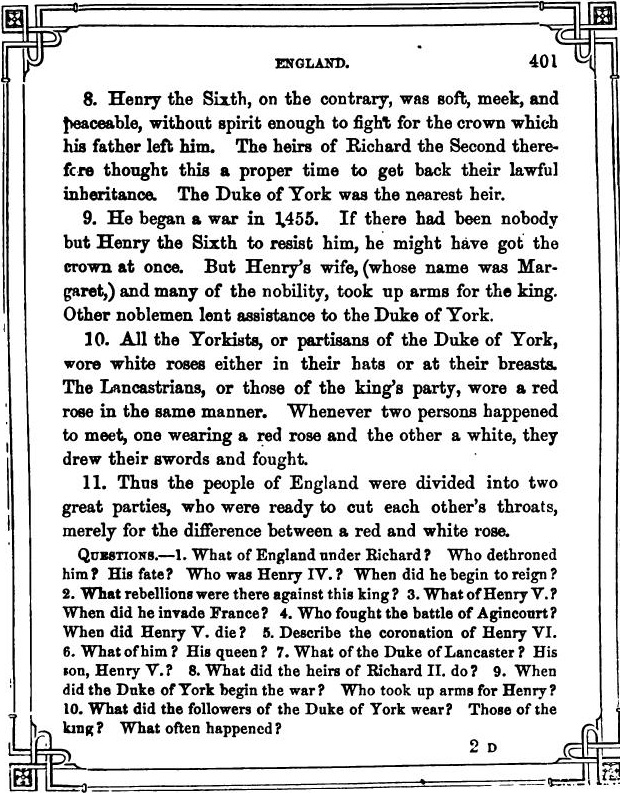 ENGLAND. 401
8. Henry the Sixth, on the contrary, was soft, meek, and
peaceable, without spirit enough to fight for the crown which
his father left him. The heirs of Richard the Second there-
fore thought this a proper time to get back their lawful
inheritance. The Duke of York was the nearest heir.
9. He began a war in 1455. If there had been nobody
but Henry the Sixth to resist him, he might have got the
crown at once. But Henry's wife, (whose name was Mar-
garet,) and many of the nobility, took up arms for the king.
Other noblemen lent assistance to the Duke of York.
10. All the Yorkists, or partisans of the Duke of York,
wore white roses either in their hats or at their breasts.
The Lancastrians, or those of the king's party, wore a red
rose in the same manner. Whenever two persons happened
to meet, one wearing a red rose and the other a white, they
drew their swords and fought.
11. Thus the people of England were divided into two
great parties, who were ready to cut each other's throats,
merely for the difference between a red and white rose.
QUESTIONS.—1. What of England under Richard? Who dethroned
him? His fate? Who was Henry IV.? When did he begin to reign?
2. What rebellions were there against this king? 3. What of Henry V.?
When did he invade France? 4. Who fought the battle of Agincourt?
When did Henry V. die? 5. Describe the coronation of Henry VI.
6. What of him? His queen? 7. What of the Duke of Lancaster? His
son, Henry V.? 8. What did the heirs of Richard II. do? 9. When
did the Duke of York begin the war? Who took up arms for Henry?
10. What did the followers of the Duke of York wear? Those of the
king? What often happened?
2 D